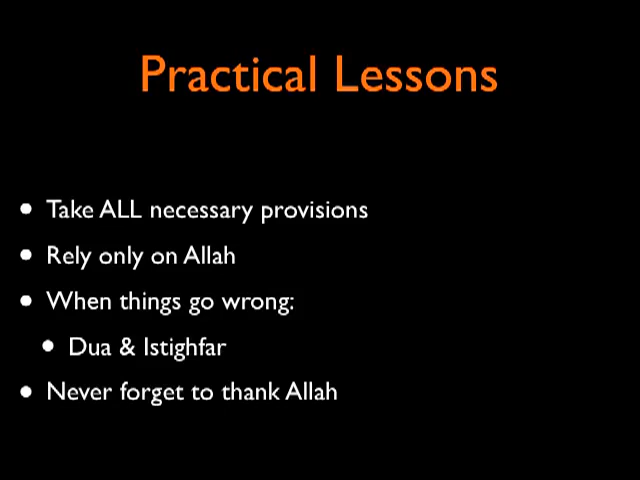 Practical Lessons
• Take ALL necessary provisions
• Rely only on Allah
• When things go wrong:
• Dua & Istighfar
• Never forget to thank Allah